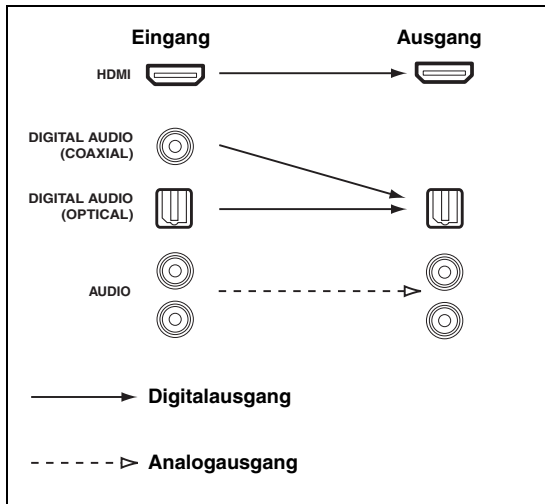 Eingang Ausgang
HDMI
DIGITAL AUDIO
(COAXIAL)
DIGITAL AUDIO
(OPTICAL)
AUDIO
Digitalausgang
Analogausgang